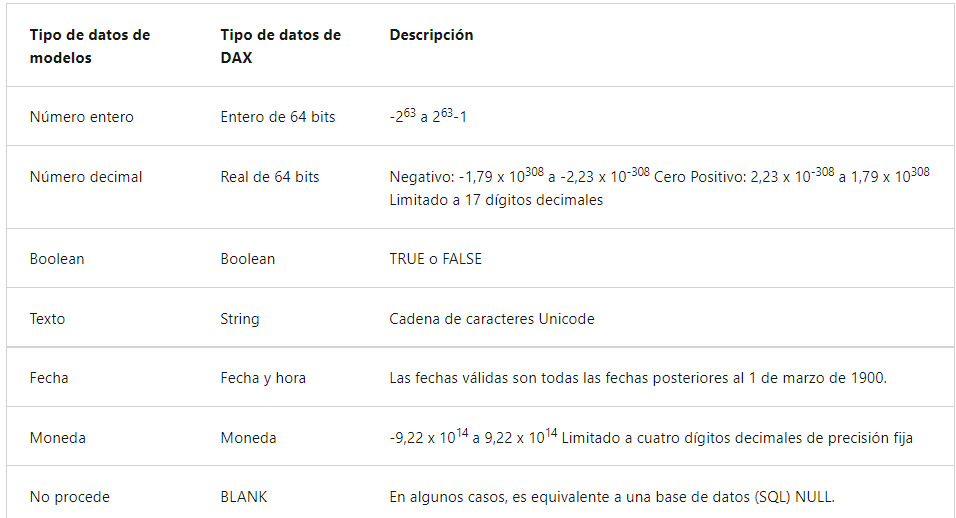 Tipo de datos de modelos Tipo de datos de DAX Descripción
Número entero Entero de 64 bits -2^63 a 2^63-1
Número decimal Real de 64 bits Negativo: -1,79 x 10^308 a -2,23 x 10^-308 Cero Positivo: 2,23 x 10^-308 a 1,79 x 10^308
Limitado a 17 dígitos decimales
Boolean Boolean TRUE o FALSE
Texto String Cadena de caracteres Unicode
Fecha Fecha y hora Las fechas válidas son todas las fechas posteriores al 1 de marzo de 1900.
Moneda Moneda -9,22 x 10^14 a 9,22 x 10^14 Limitado a cuatro dígitos decimales de precisión fija
No procede BLANK En algunos casos, es equivalente a una base de datos (SQL) NULL.